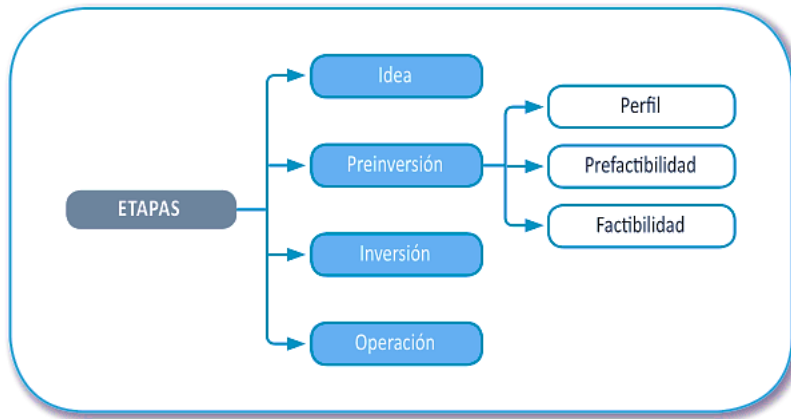 ETAPAS
Idea
Preinversión
Inversión
Operación
Perfil
Prefactibilidad
Factibilidad